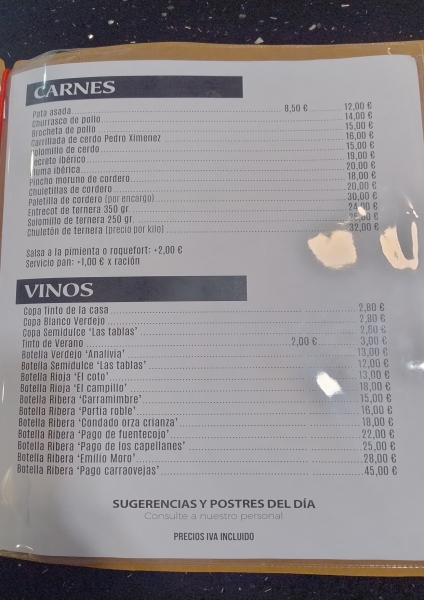 CARNES
Pata asada 8,50 € 12,00 €
Churrasco de pollo 14,00 €
Brocheta de pollo 15,00 €
Carrillada de cerdo Pedro Ximenez 16,00 €
Solomillo de cerdo 15,00 €
Secreto ibérico 19,00 €
Pluma ibérica 20,00 €
Pincho moruno de cordero 18,00 €
Chuletillas de cordero 20,00 €
Paletilla de cordero (por encargo) 30,00 €
Entrecot de ternera 350 gr 24,00 €
Solomillo de ternera 250 gr
Chuletón de ternera (precio por kilo) 32,00 €
Salsa a la pimienta o roquefort: +2,00 €
Servicio pan: +1,00 € x ración
VINOS
Copa Tinto de la casa 2,80 €
Copa Blanco Verdejo 2,80 €
Copa Semidulce 'Las tablas' 2,80 €
Tinto de Verano 2,00 € 3,00 €
Botella Verdejo 'Analivia' 13,00 €
Botella Semidulce 'Las tablas' 12,00 €
Botella Rioja 'El coto' 13,00 €
Botella Rioja 'El campillo' 18,00 €
Botella Ribera 'Carramimbre' 15,00 €
Botella Ribera 'Portia roble' 16,00 €
Botella Ribera 'Condado orza crianza' 18,00 €
Botella Ribera 'Pago de fuentecojo' 22,00 €
Botella Ribera 'Pago de los capellanes' 25,00 €
Botella Ribera 'Emilio Moro' 28,00 €
Botella Ribera 'Pago carraovejas' 45,00 €
SUGERENCIAS Y POSTRES DEL DÍA
Consulte a nuestro personal
PRECIOS IVA INCLUIDO